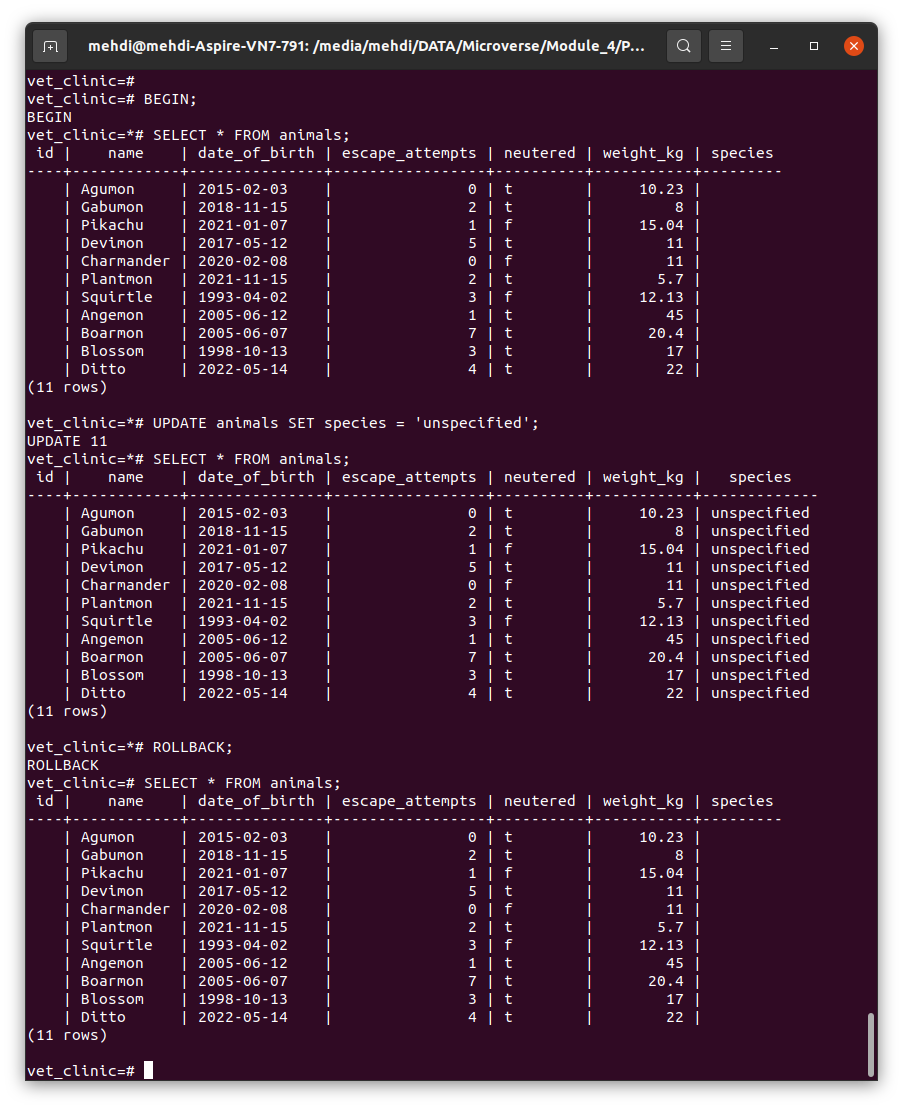 mehdi@mehdi-Aspire-VN7-791: /media/mehdi/DATA/Microverse/Module_4/P...
vet_clinic=#
vet_clinic=# BEGIN;
BEGIN
vet_clinic=*# SELECT * FROM animals;
 id |    name    | date_of_birth | escape_attempts | neutered | weight_kg | species
----+------------+---------------+-----------------+----------+-----------+---------
    | Agumon     | 2015-02-03    |               0 | t        |     10.23 |
    | Gabumon    | 2018-11-15    |               2 | t        |         8 |
    | Pikachu    | 2021-01-07    |               1 | f        |     15.04 |
    | Devimon    | 2017-05-12    |               5 | t        |        11 |
    | Charmander | 2020-02-08    |               0 | f        |        11 |
    | Plantmon   | 2021-11-15    |               2 | t        |       5.7 |
    | Squirtle   | 1993-04-02    |               3 | f        |     12.13 |
    | Angemon    | 2005-06-12    |               1 | t        |        45 |
    | Boarmon    | 2005-06-07    |               7 | t        |      20.4 |
    | Blossom    | 1998-10-13    |               3 | t        |        17 |
    | Ditto      | 2022-05-14    |               4 | t        |        22 |
(11 rows)

vet_clinic=*# UPDATE animals SET species = 'unspecified';
UPDATE 11
vet_clinic=*# SELECT * FROM animals;
 id |    name    | date_of_birth | escape_attempts | neutered | weight_kg |   species
----+------------+---------------+-----------------+----------+-----------+-------------
    | Agumon     | 2015-02-03    |               0 | t        |     10.23 | unspecified
    | Gabumon    | 2018-11-15    |               2 | t        |         8 | unspecified
    | Pikachu    | 2021-01-07    |               1 | f        |     15.04 | unspecified
    | Devimon    | 2017-05-12    |               5 | t        |        11 | unspecified
    | Charmander | 2020-02-08    |               0 | f        |        11 | unspecified
    | Plantmon   | 2021-11-15    |               2 | t        |       5.7 | unspecified
    | Squirtle   | 1993-04-02    |               3 | f        |     12.13 | unspecified
    | Angemon    | 2005-06-12    |               1 | t        |        45 | unspecified
    | Boarmon    | 2005-06-07    |               7 | t        |      20.4 | unspecified
    | Blossom    | 1998-10-13    |               3 | t        |        17 | unspecified
    | Ditto      | 2022-05-14    |               4 | t        |        22 | unspecified
(11 rows)

vet_clinic=*# ROLLBACK;
ROLLBACK
vet_clinic=# SELECT * FROM animals;
 id |    name    | date_of_birth | escape_attempts | neutered | weight_kg | species
----+------------+---------------+-----------------+----------+-----------+---------
    | Agumon     | 2015-02-03    |               0 | t        |     10.23 |
    | Gabumon    | 2018-11-15    |               2 | t        |         8 |
    | Pikachu    | 2021-01-07    |               1 | f        |     15.04 |
    | Devimon    | 2017-05-12    |               5 | t        |        11 |
    | Charmander | 2020-02-08    |               0 | f        |        11 |
    | Plantmon   | 2021-11-15    |               2 | t        |       5.7 |
    | Squirtle   | 1993-04-02    |               3 | f        |     12.13 |
    | Angemon    | 2005-06-12    |               1 | t        |        45 |
    | Boarmon    | 2005-06-07    |               7 | t        |      20.4 |
    | Blossom    | 1998-10-13    |               3 | t        |        17 |
    | Ditto      | 2022-05-14    |               4 | t        |        22 |
(11 rows)

vet_clinic=#